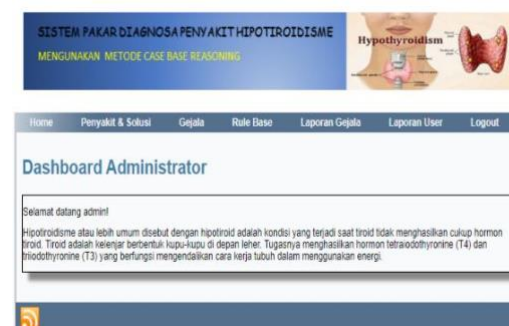 SISTEM PAKAR DIAGNOSA PENYAKIT HIPOTIROIDISME
MENGUNAKAN METODE CASE BASE REASONING
Hypothyroidism
Home Penyakit & Solusi Gejala Rule Base Laporan Gejala Laporan User Logout
Dashboard Administrator
Selamat datang admin!
Hipotiroidisme atau lebih umum disebut dengan hipotiroid adalah kondisi yang terjadi saat tiroid tidak menghasilkan cukup hormon
tiroid. Tiroid adalah kelenjar berbentuk kupu-kupu di depan leher. Tugasnya menghasilkan hormon tetraiodothyronine (T4) dan
triiodothyronine (T3) yang berfungsi mengendalikan cara kerja tubuh dalam menggunakan energi.